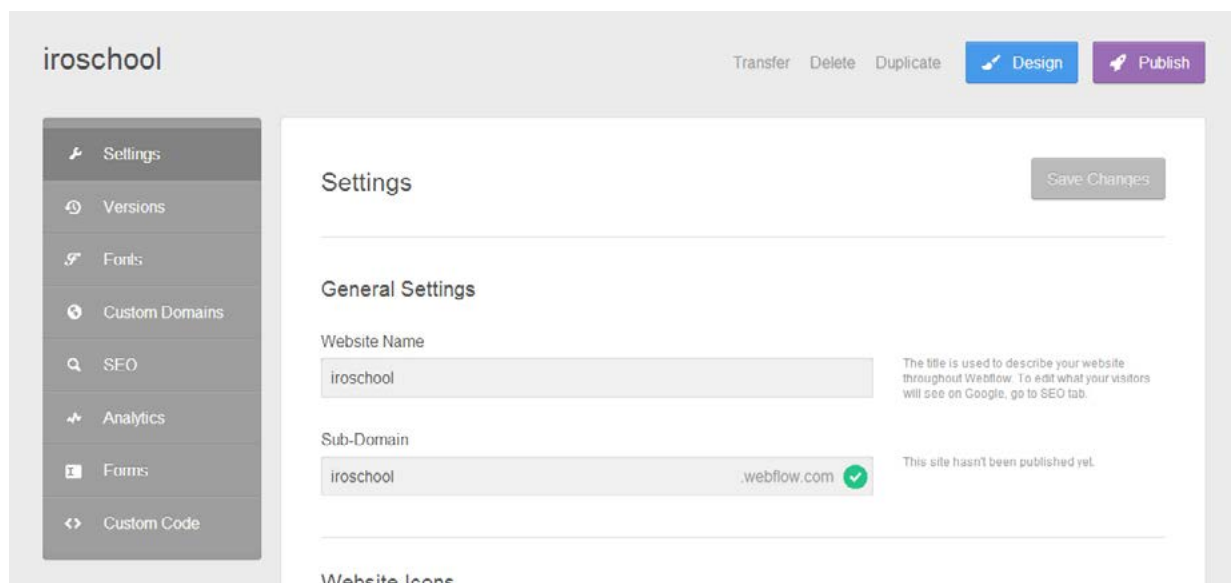 iroschool
Transfer Delete Duplicate Design Publish
Settings
Versions
Fonts
Custom Domains
SEO
Analytics
Forms
Custom Code
Settings
Save Changes
General Settings
Website Name
iroschool
The title is used to describe your website
throughout Webflow. To edit what your visitors
will see on Google, go to SEO tab.
Sub-Domain
iroschool .webflow.com
This site hasn't been published yet.
Website Icons